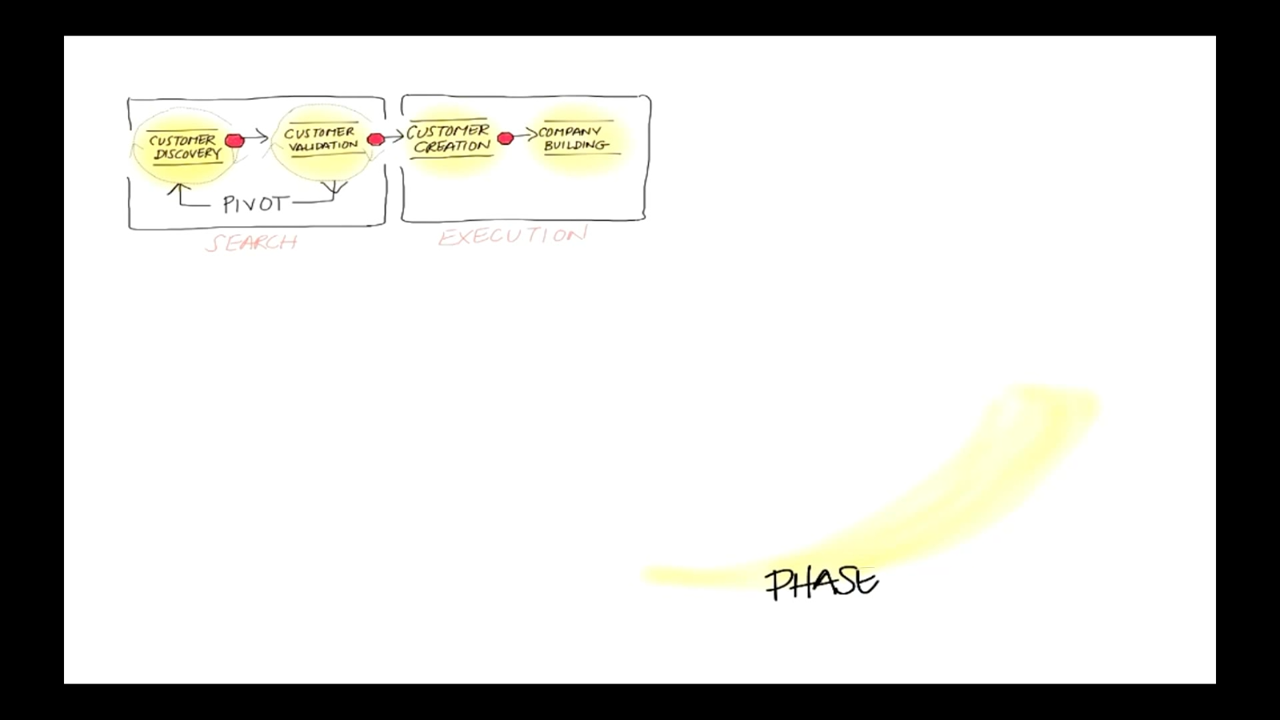 CUSTOMER
DISCOVERY
CUSTOMER
VALIDATION
CUSTOMER
CREATION
COMPANY
BUILDING
PIVOT
SEARCH
EXECUTION
PHASE